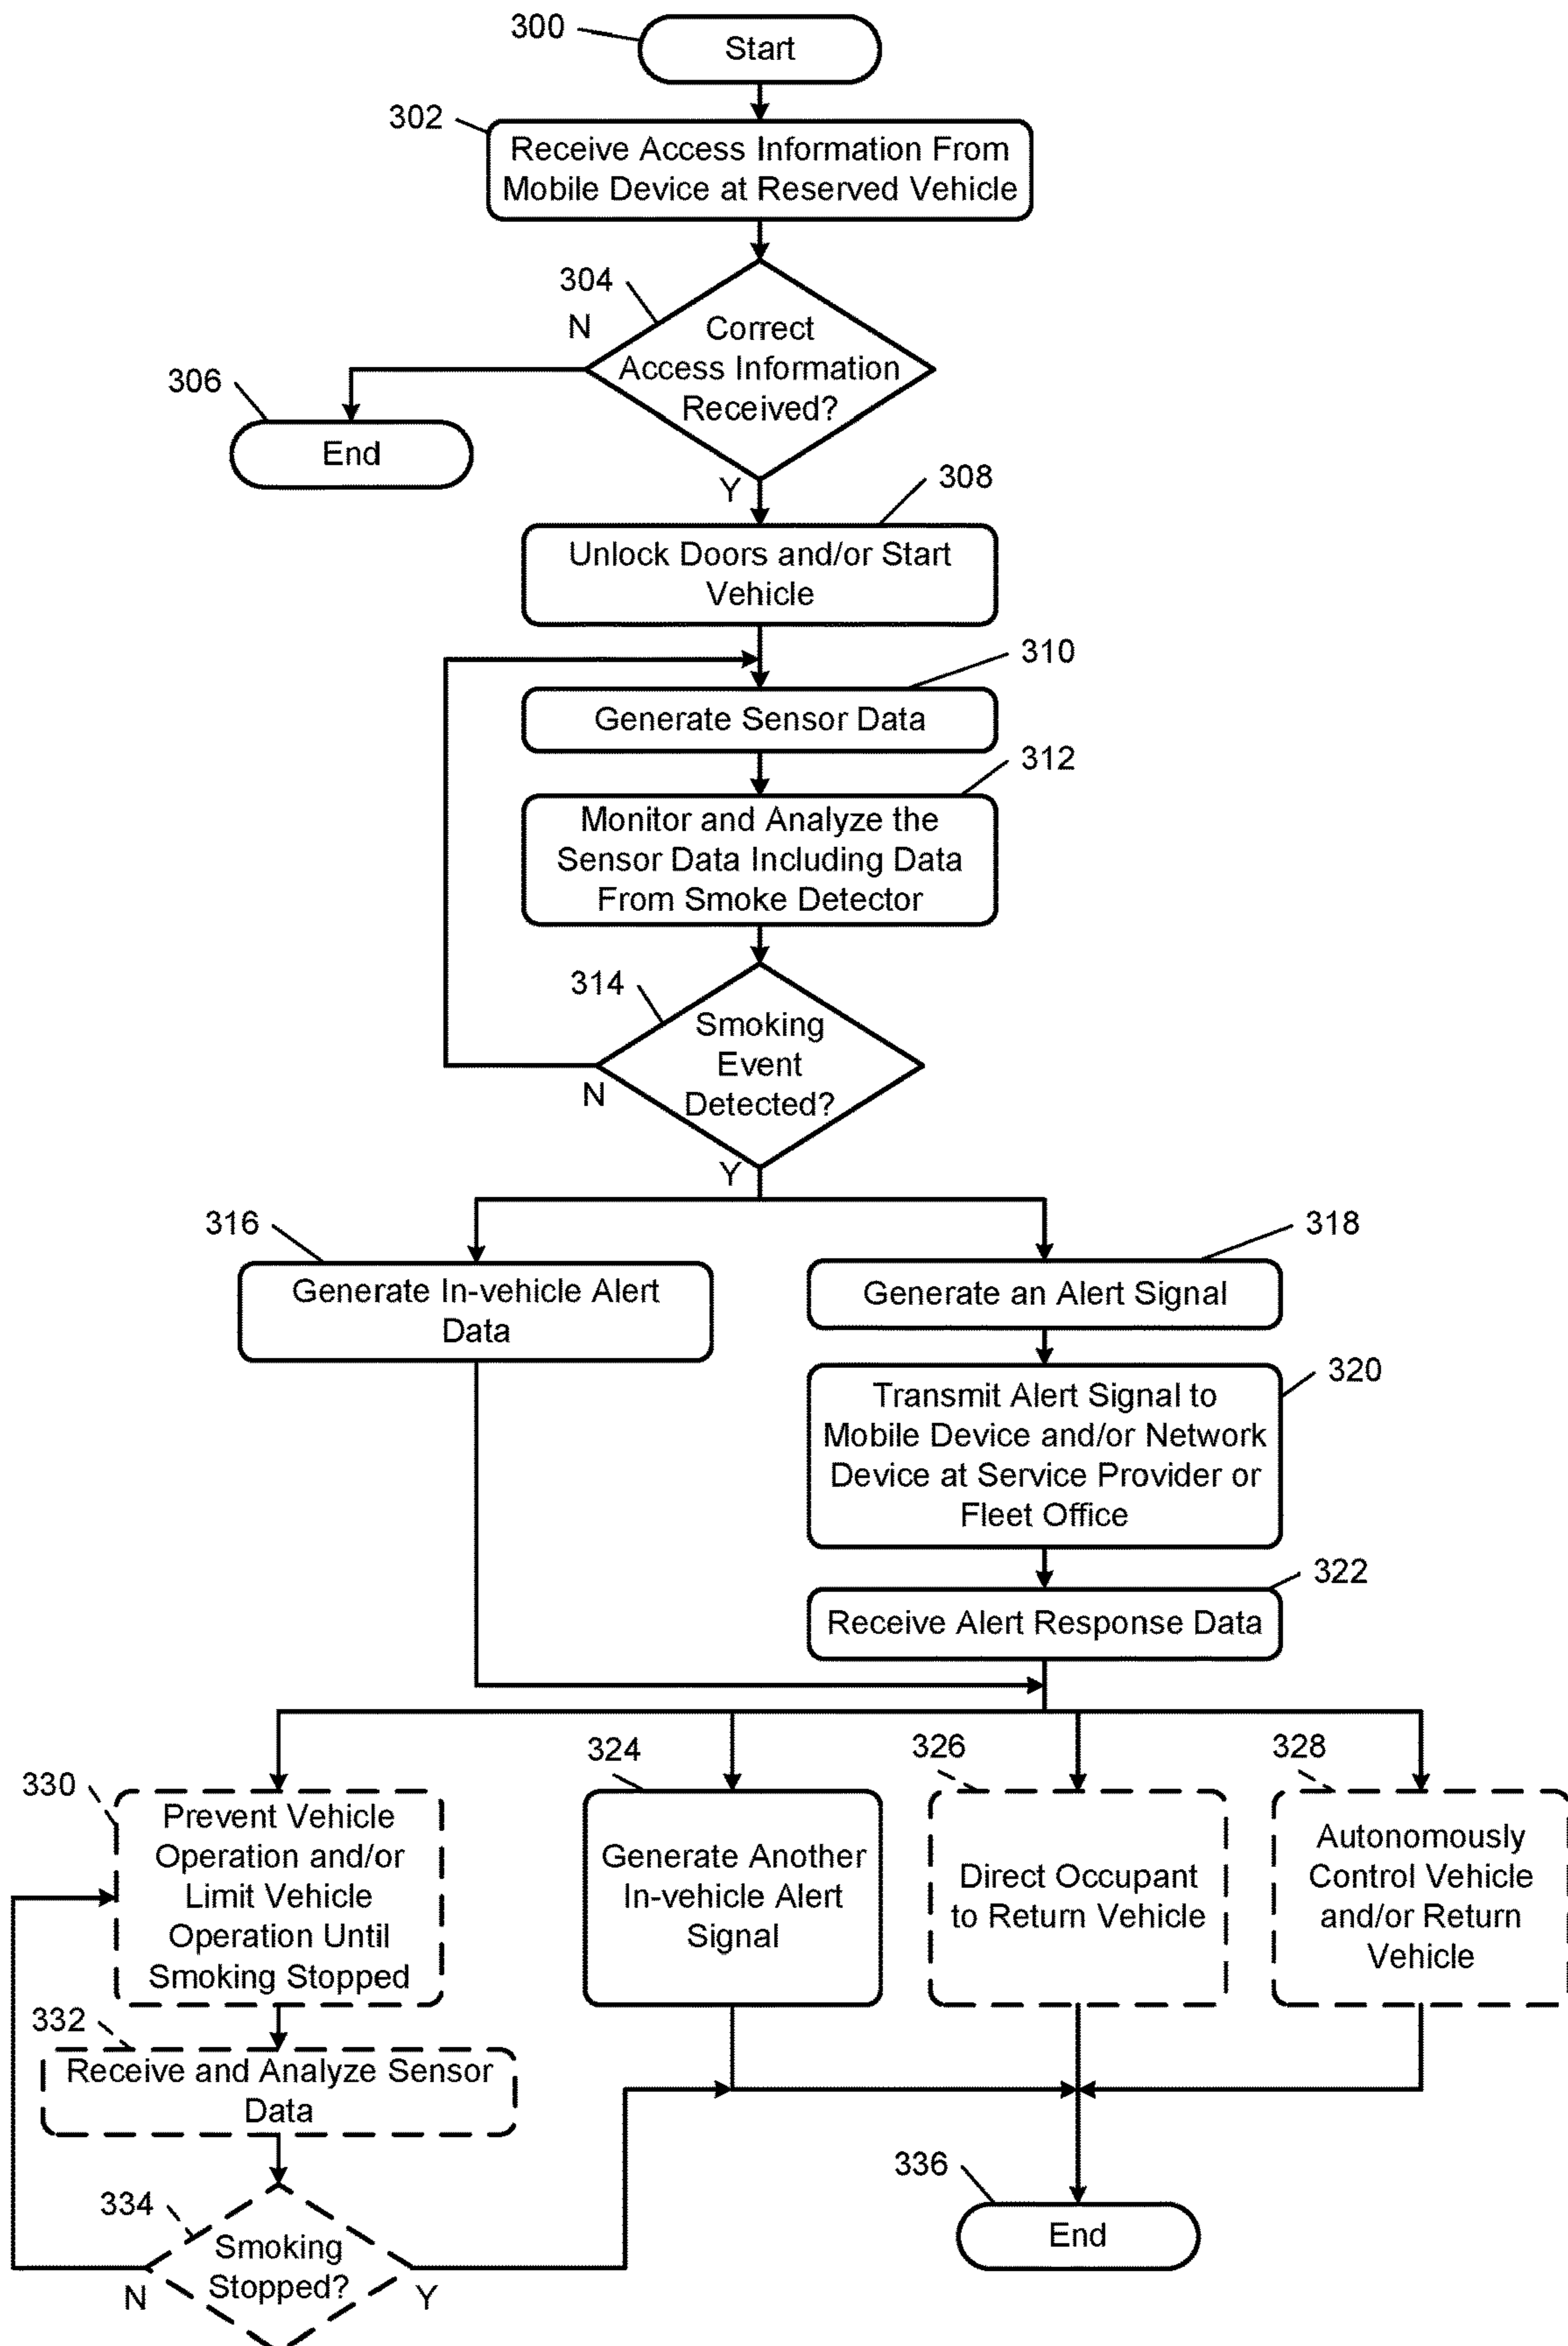 300
Start
302
Receive Access Information From
Mobile Device at Reserved Vehicle
304
N
Correct
Access Information
Received?
306
End
Y
308
Unlock Doors and/or Start
Vehicle
310
Generate Sensor Data
312
Monitor and Analyze the
Sensor Data Including Data
From Smoke Detector
314
Smoking
Event
Detected?
N
Y
316
Generate In-vehicle Alert
Data
318
Generate an Alert Signal
320
Transmit Alert Signal to
Mobile Device and/or Network
Device at Service Provider or
Fleet Office
322
Receive Alert Response Data
330
Prevent Vehicle
Operation and/or
Limit Vehicle
Operation Until
Smoking Stopped
324
Generate Another
In-vehicle Alert
Signal
326
Direct Occupant
to Return Vehicle
328
Autonomously
Control Vehicle
and/or Return
Vehicle
332
Receive and Analyze Sensor
Data
334
Smoking
Stopped?
N
Y
336
End